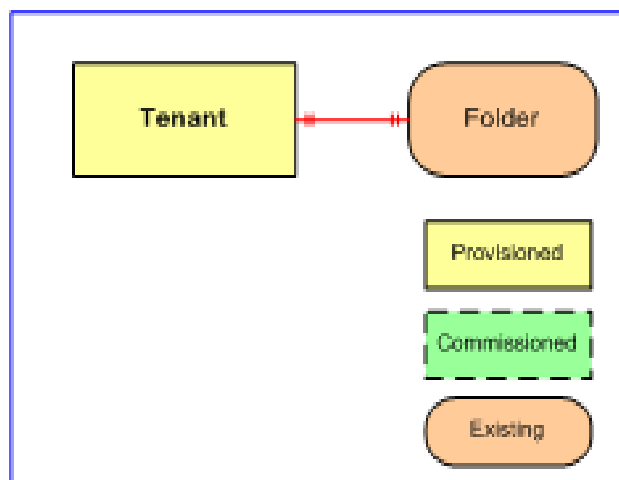 Tenant
Folder
Provisioned
Commissioned
Existing